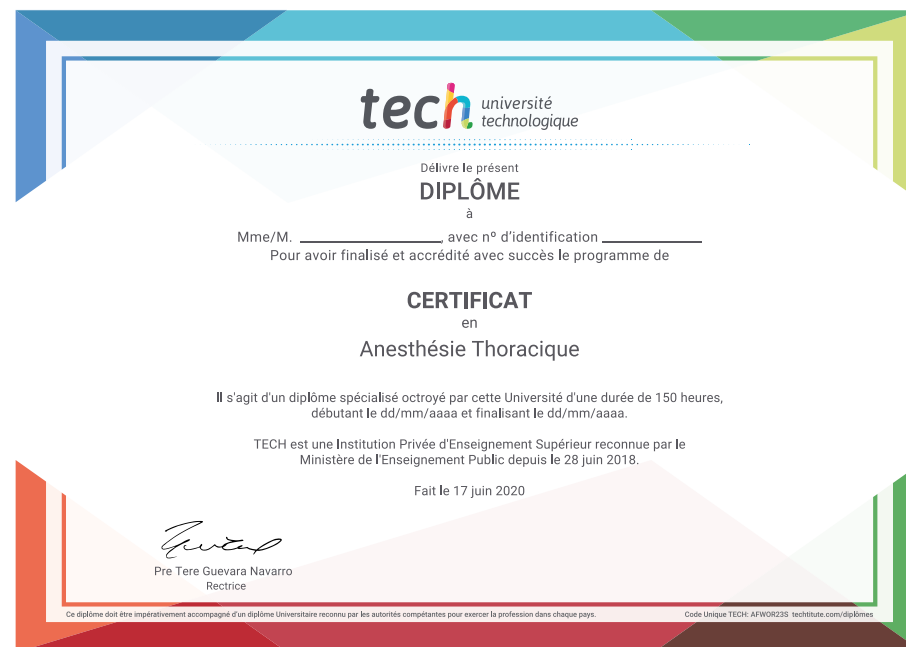 tech université
technologique
Délivre le présent
DIPLÔME
à
Mme/M. ____________________, avec nº d'identification ______________
Pour avoir finalisé et accrédité avec succès le programme de
CERTIFICAT
en
Anesthésie Thoracique
Il s'agit d'un diplôme spécialisé octroyé par cette Université d'une durée de 150 heures,
débutant le dd/mm/aaaa et finalisant le dd/mm/aaaa.
TECH est une Institution Privée d'Enseignement Supérieur reconnue par le
Ministère de l'Enseignement Public depuis le 28 juin 2018.
Fait le 17 juin 2020
Pre Tere Guevara Navarro
Rectrice
Ce diplôme doit être impérativement accompagné d'un diplôme Universitaire reconnu par les autorités compétantes pour exercer la profession dans chaque pays.
Code Unique TECH: AFWOR23S techtitute.com/diplômes